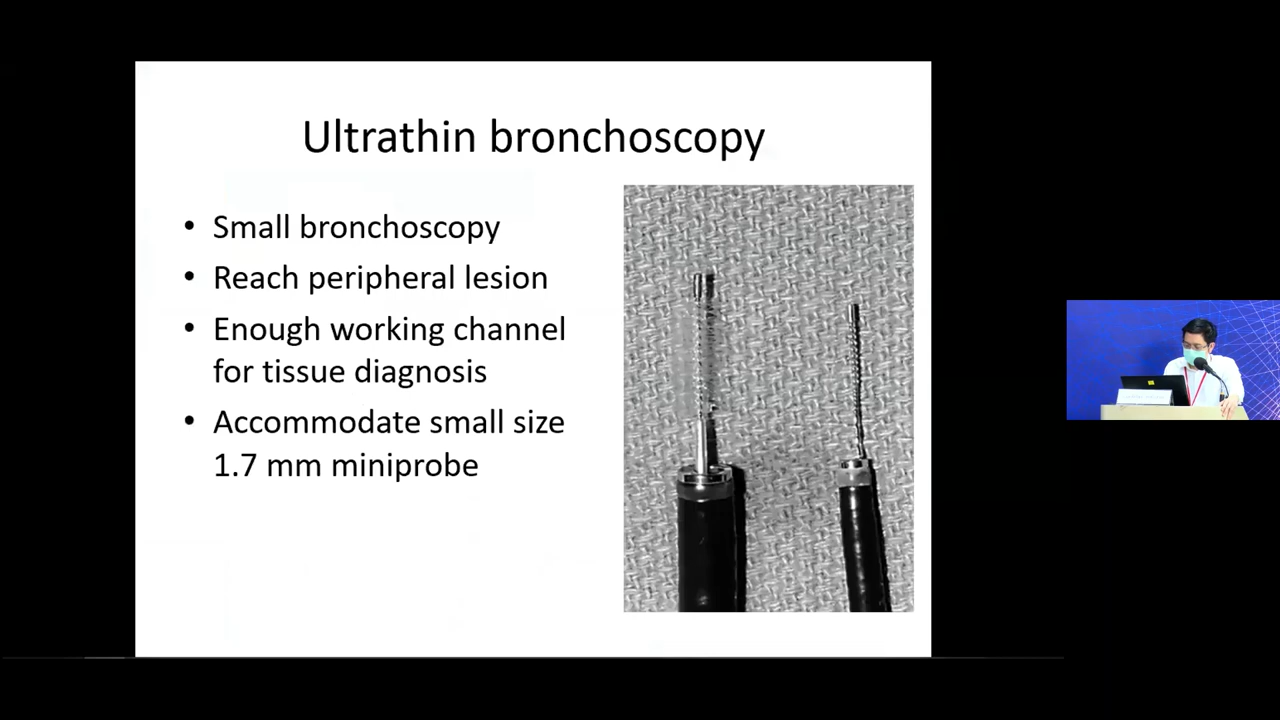 Ultrathin bronchoscopy
• Small bronchoscopy
• Reach peripheral lesion
• Enough working channel
for tissue diagnosis
• Accommodate small size
1.7 mm miniprobe